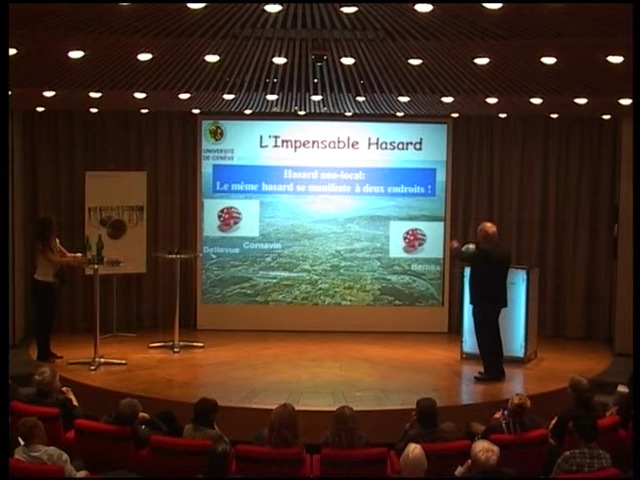 UNIVERSITÉ
DE GENÈVE
L'Impensable Hasard
Hasard non-local:
Le même hasard se manifeste à deux endroits !
Cornavin
Bellevue
Bernex